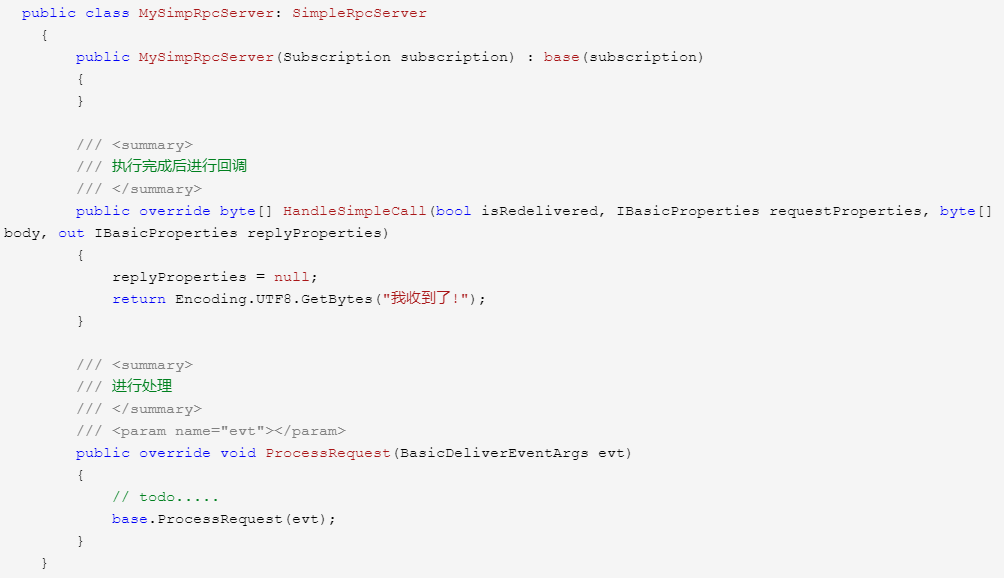 public class MySimpRpcServer: SimpleRpcServer
{
public MySimpRpcServer(Subscription subscription) : base(subscription)
{
}
/// <summary>
/// 执行完成后进行回调
/// </summary>
public override byte[] HandleSimpleCall(bool isRedelivered, IBasicProperties requestProperties, byte[]
body, out IBasicProperties replyProperties)
{
replyProperties = null;
return Encoding.UTF8.GetBytes("我收到了!");
}
/// <summary>
/// 进行处理
/// </summary>
/// <param name="evt"></param>
public override void ProcessRequest(BasicDeliverEventArgs evt)
{
// todo.....
base.ProcessRequest(evt);
}
}